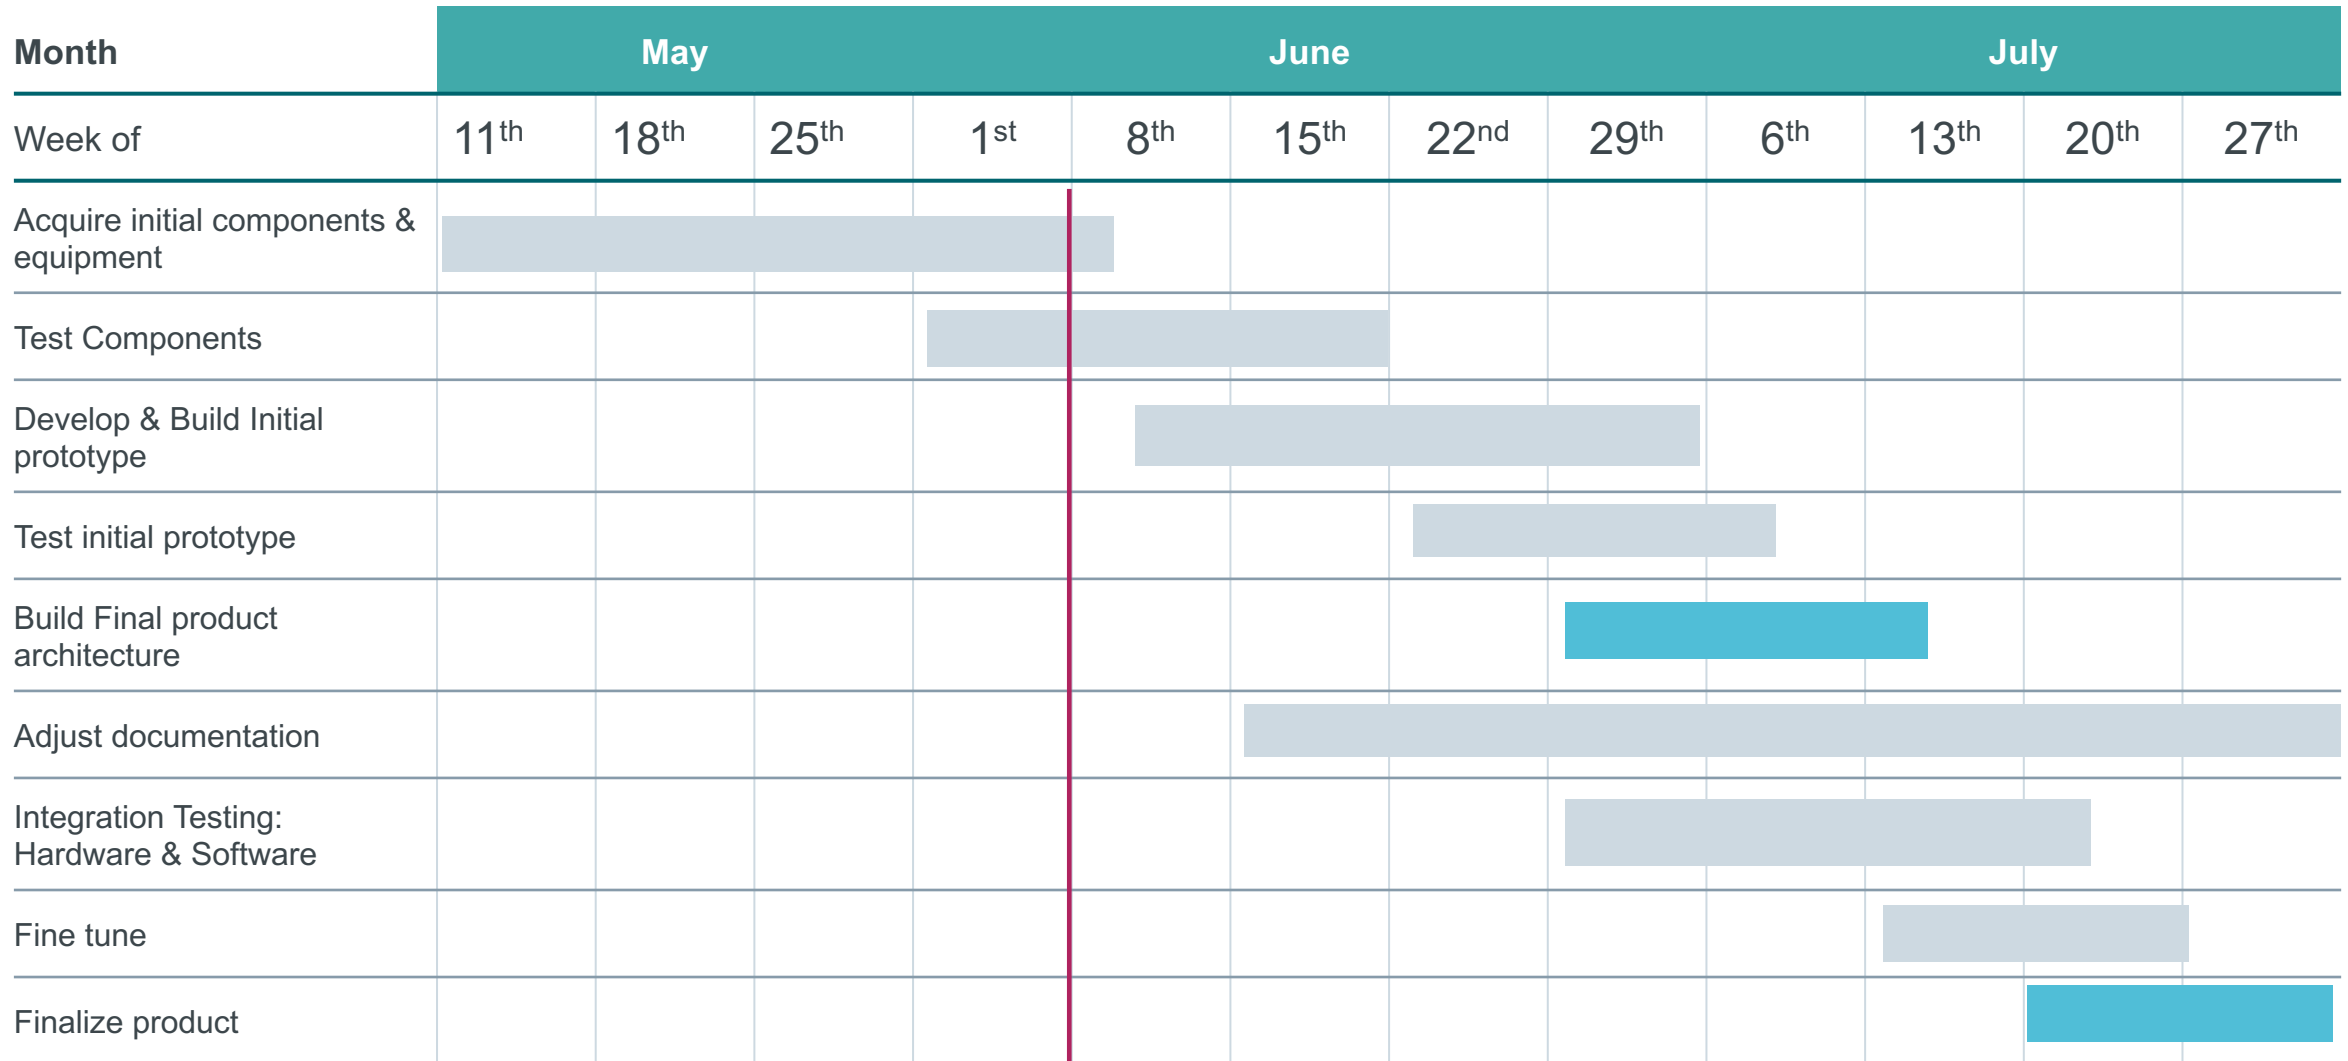 Month May June July
Week of 11th 18th 25th 1st 8th 15th 22nd 29th 6th 13th 20th 27th
Acquire initial components &
equipment
Test Components
Develop & Build Initial
prototype
Test initial prototype
Build Final product
architecture
Adjust documentation
Integration Testing:
Hardware & Software
Fine tune
Finalize product